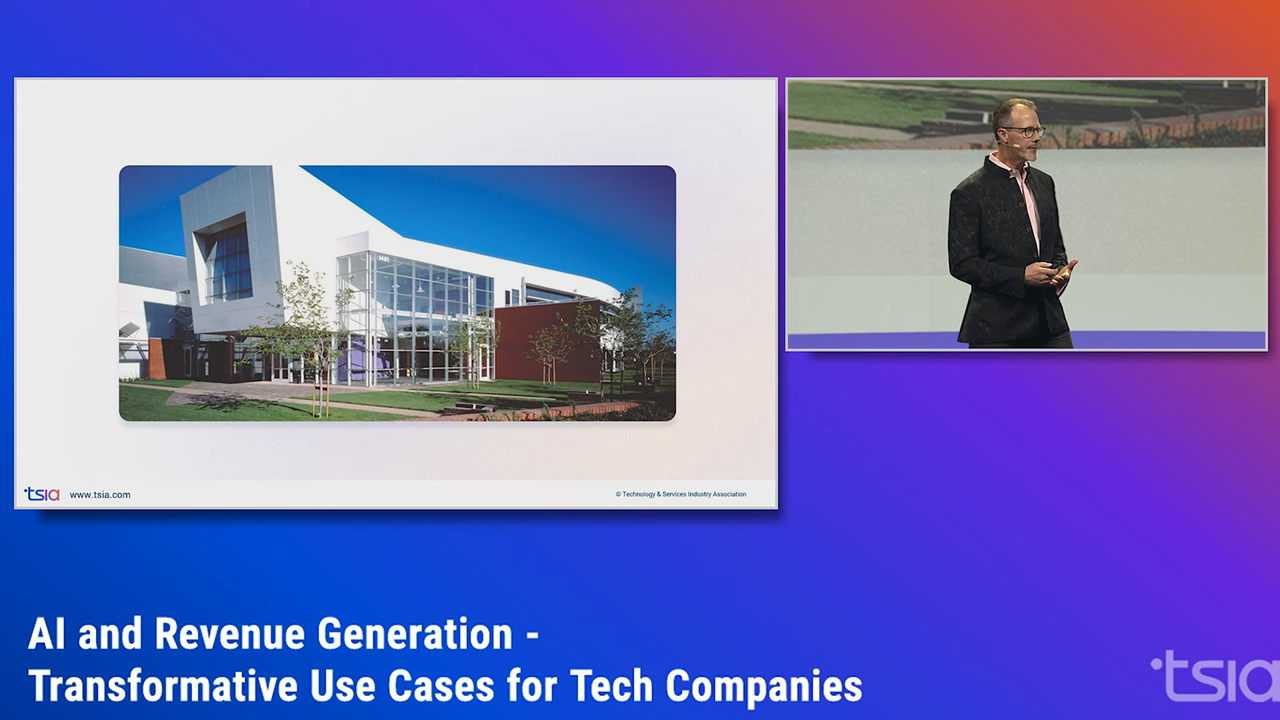 tsia
www.tsia.com
© Technology & Services Industry Association
AI and Revenue Generation -
Transformative Use Cases for Tech Companies
tsia